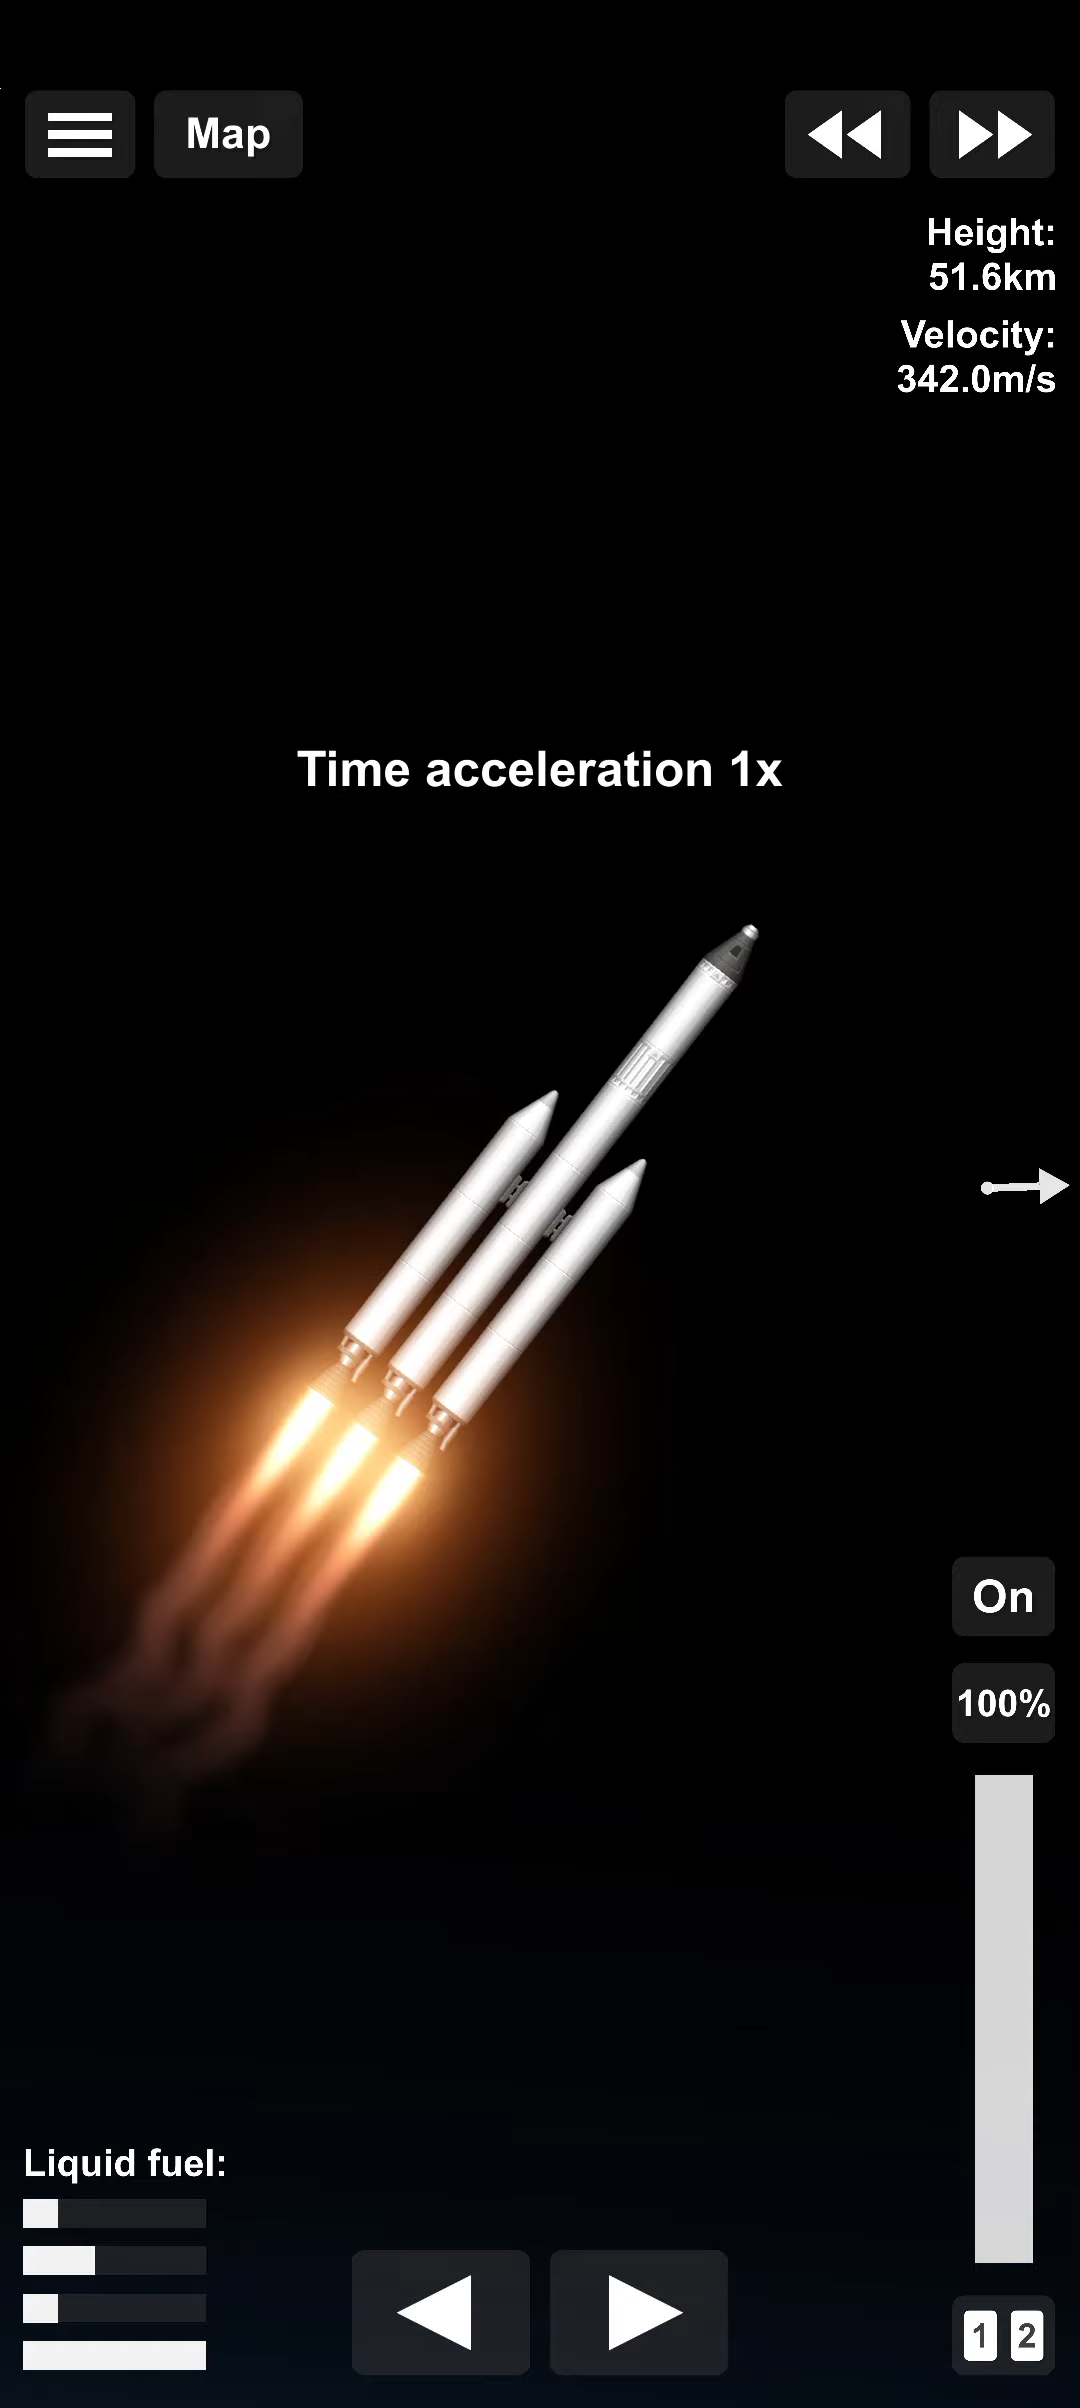 Map
Height:
51.6km
Velocity:
342.0m/s
Time acceleration 1x
On
100%
Liquid fuel:
1 2